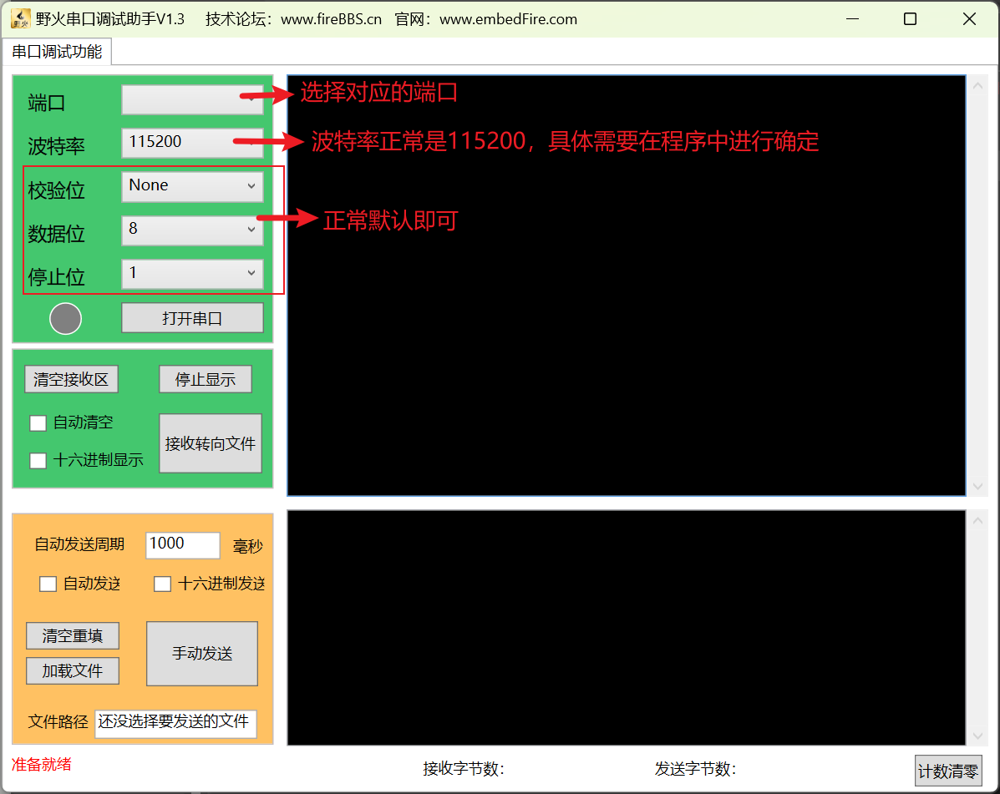 野火串口调试助手V1.3 技术论坛：www.fireBBS.cn 官网：www.embedFire.com
串口调试功能
端口
选择对应的端口
波特率 115200
波特率正常是115200，具体需要在程序中进行确定
校验位 None
数据位 8
正常默认即可
停止位 1
打开串口
清空接收区 停止显示
自动清空
接收转向文件
十六进制显示
自动发送周期 1000 毫秒
自动发送 十六进制发送
清空重填
手动发送
加载文件
文件路径 还没选择要发送的文件
准备就绪 接收字节数： 发送字节数： 计数清零